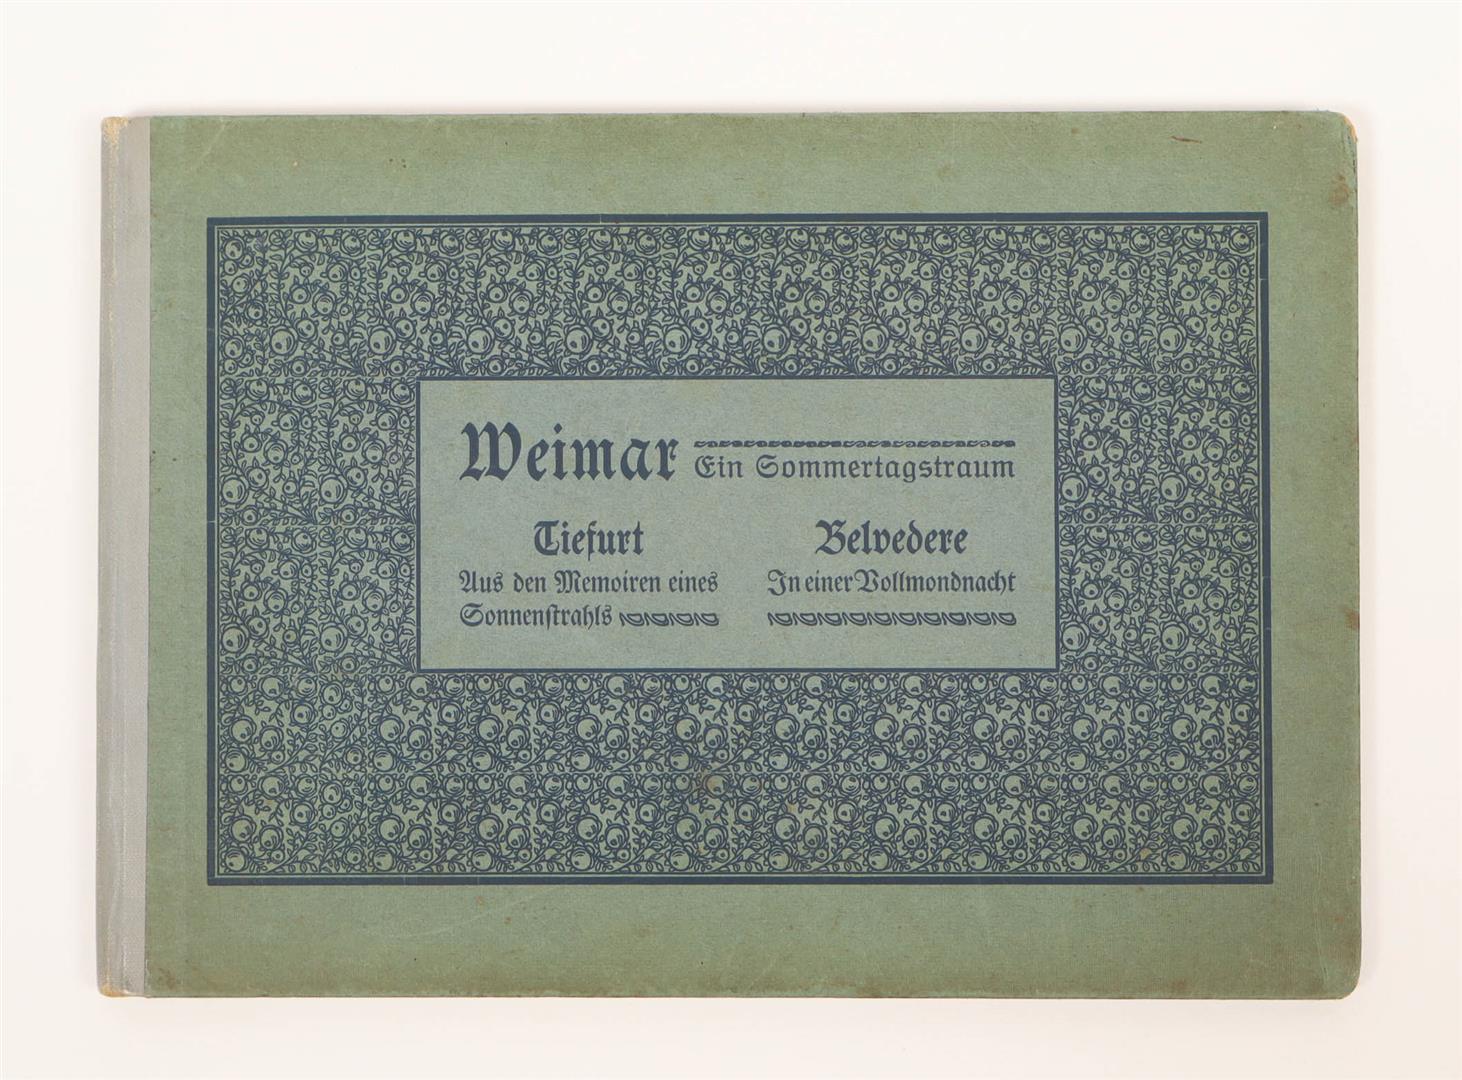 Weimar Ein Sommertagstraum
Tiefurt
Aus den Memoiren eines
Sonnenstrahls
Belvedere
In einer Vollmondnacht